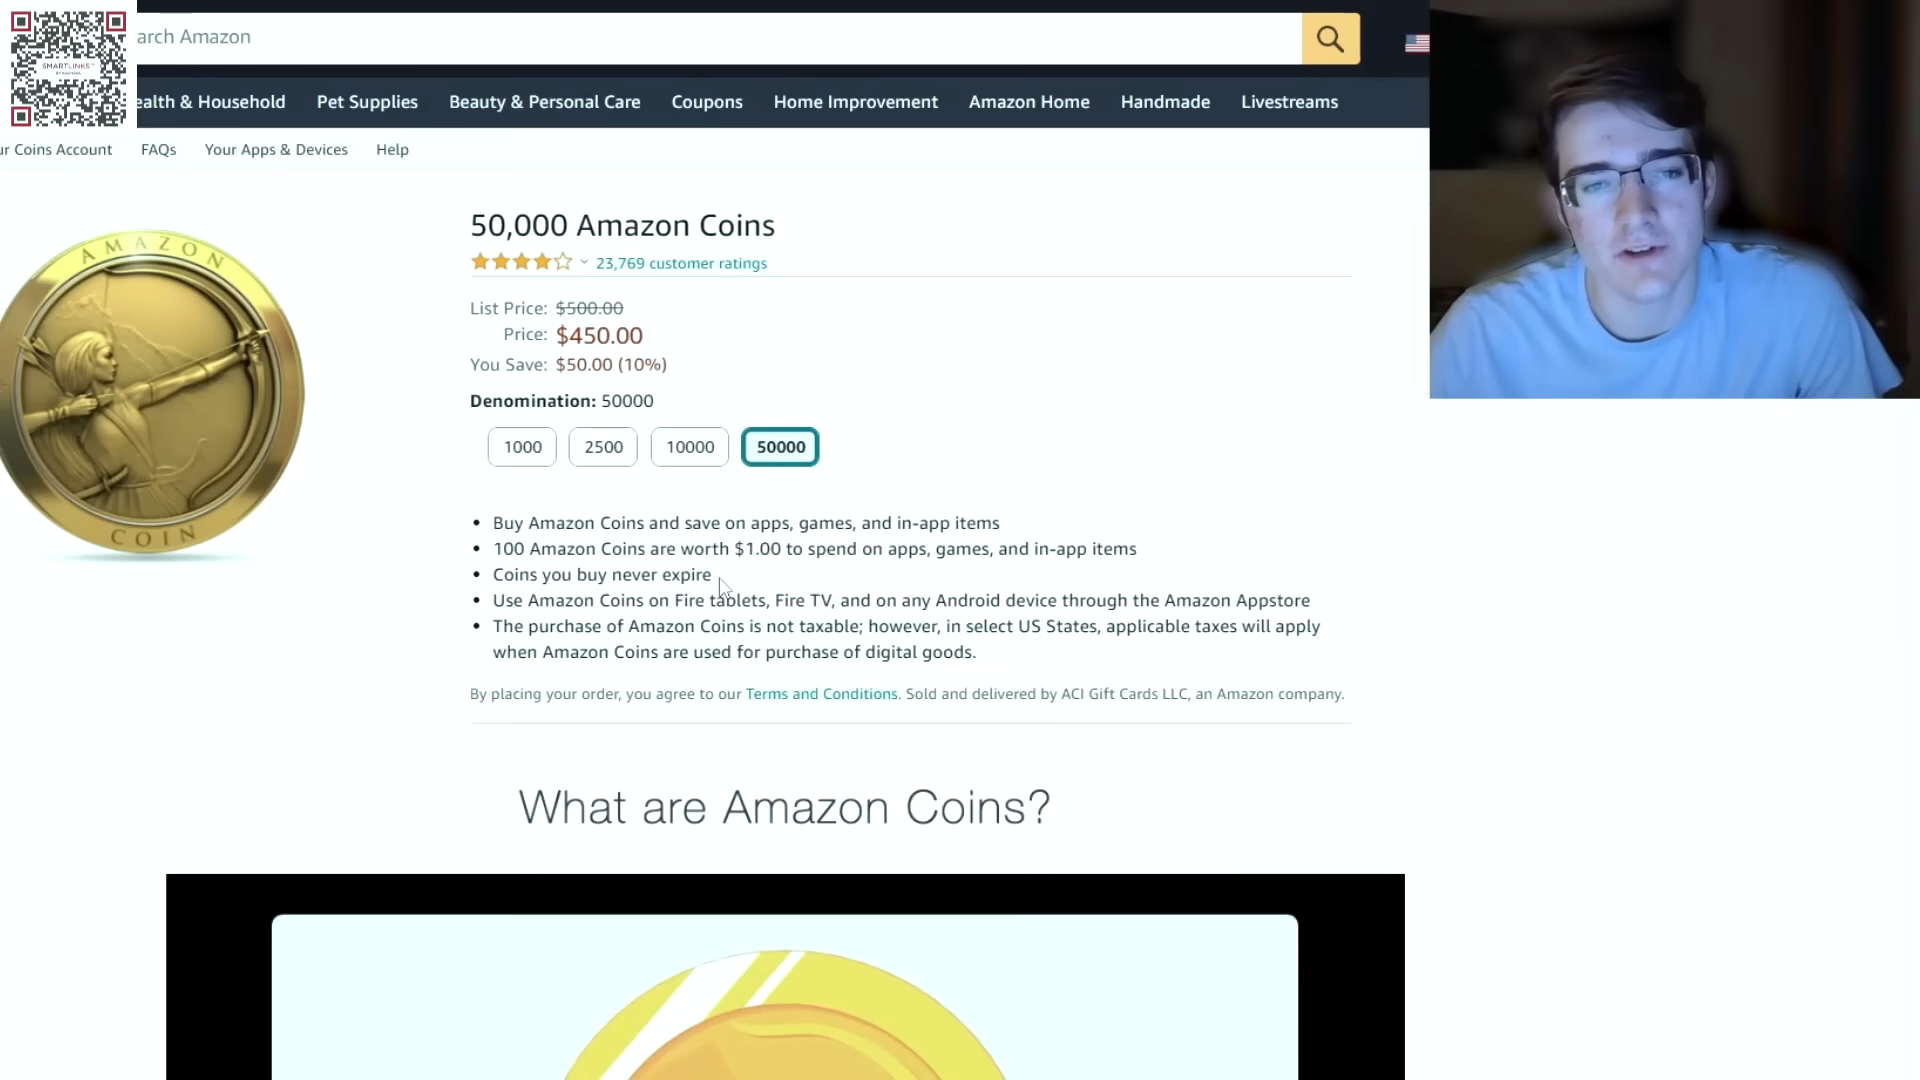 SMARTLINKS
arch Amazon
ealth & Household Pet Supplies Beauty & Personal Care Coupons Home Improvement Amazon Home Handmade Livestreams
ur Coins Account FAQs Your Apps & Devices Help
AMAZON
COIN
50,000 Amazon Coins
23,769 customer ratings
List Price: $500.00
Price: $450.00
You Save: $50.00 (10%)
Denomination: 50000
1000 2500 10000 50000
• Buy Amazon Coins and save on apps, games, and in-app items
• 100 Amazon Coins are worth $1.00 to spend on apps, games, and in-app items
• Coins you buy never expire
• Use Amazon Coins on Fire tablets, Fire TV, and on any Android device through the Amazon Appstore
• The purchase of Amazon Coins is not taxable; however, in select US States, applicable taxes will apply
when Amazon Coins are used for purchase of digital goods.
By placing your order, you agree to our Terms and Conditions. Sold and delivered by ACI Gift Cards LLC, an Amazon company.
What are Amazon Coins?